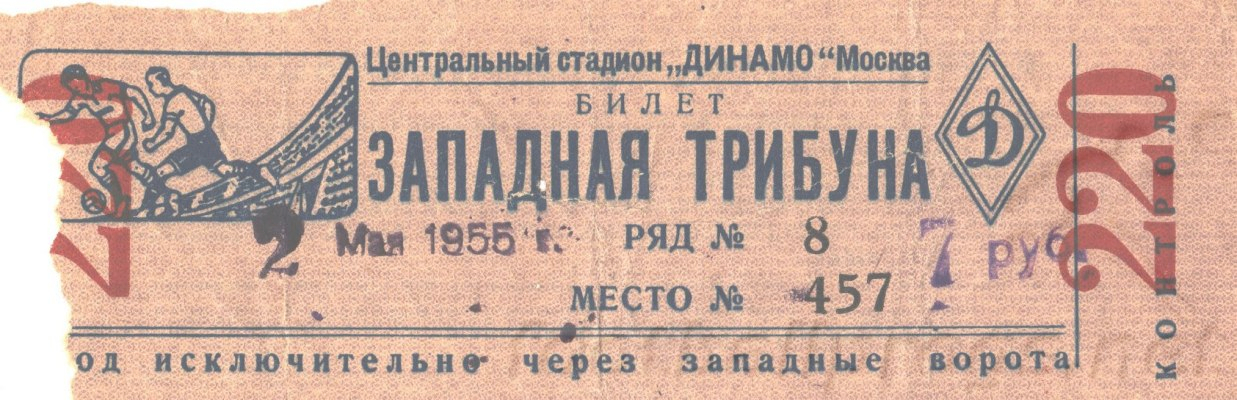 Центральный стадион „ДИНАМО“ Москва
БИЛЕТ
ЗАПАДНАЯ ТРИБУНА
Д
2 Мая 1955 г. РЯД № 8 7 руб.
МЕСТО № 457
од исключительно через западные ворота
220
220
КОНТРОЛЬ